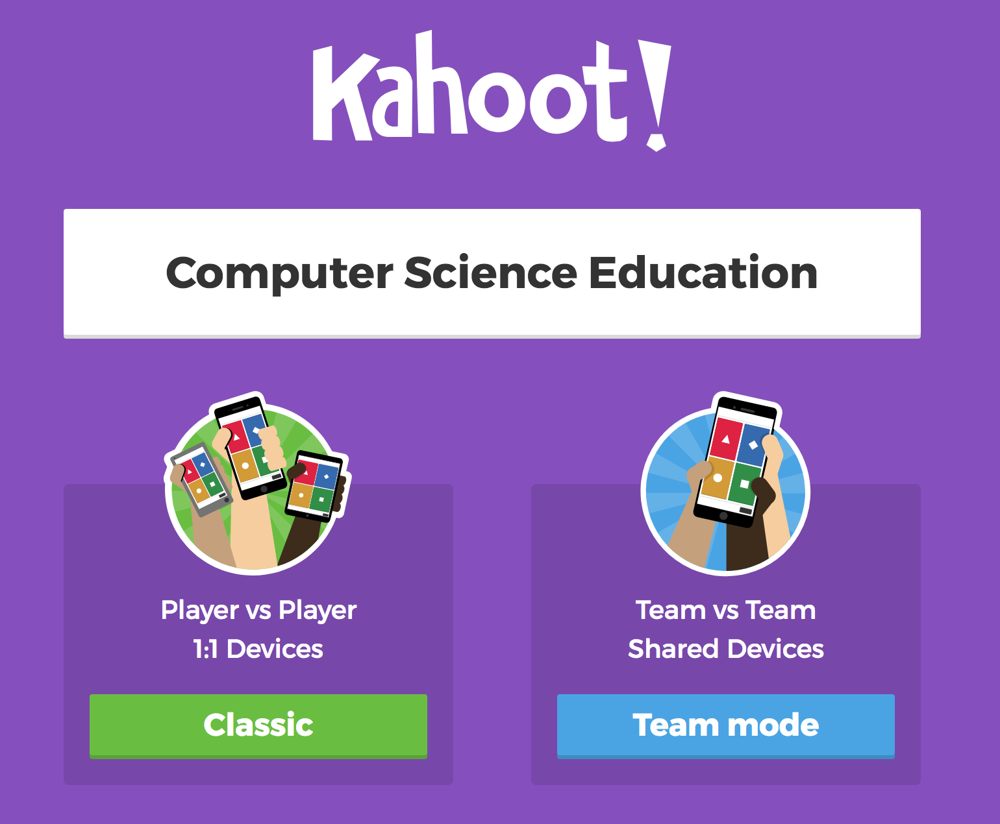 Kahoot!
Computer Science Education
Player vs Player
1:1 Devices
Classic
Team vs Team
Shared Devices
Team mode